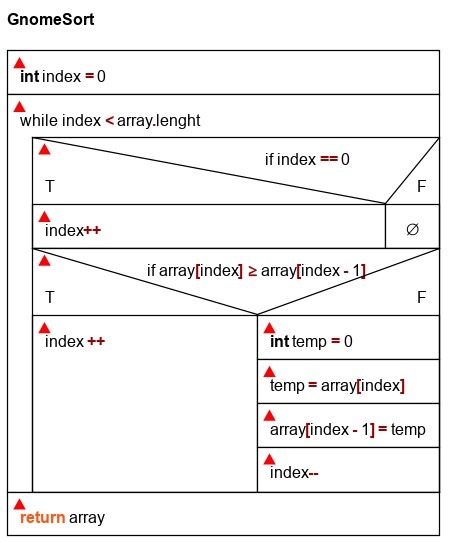 GnomeSort
int index = 0
while index < array.lenght
if index == 0
T F
index++ ∅
if array[index] ≥ array[index - 1]
T F
index ++ int temp = 0
temp = array[index]
array[index - 1] = temp
index--
return array